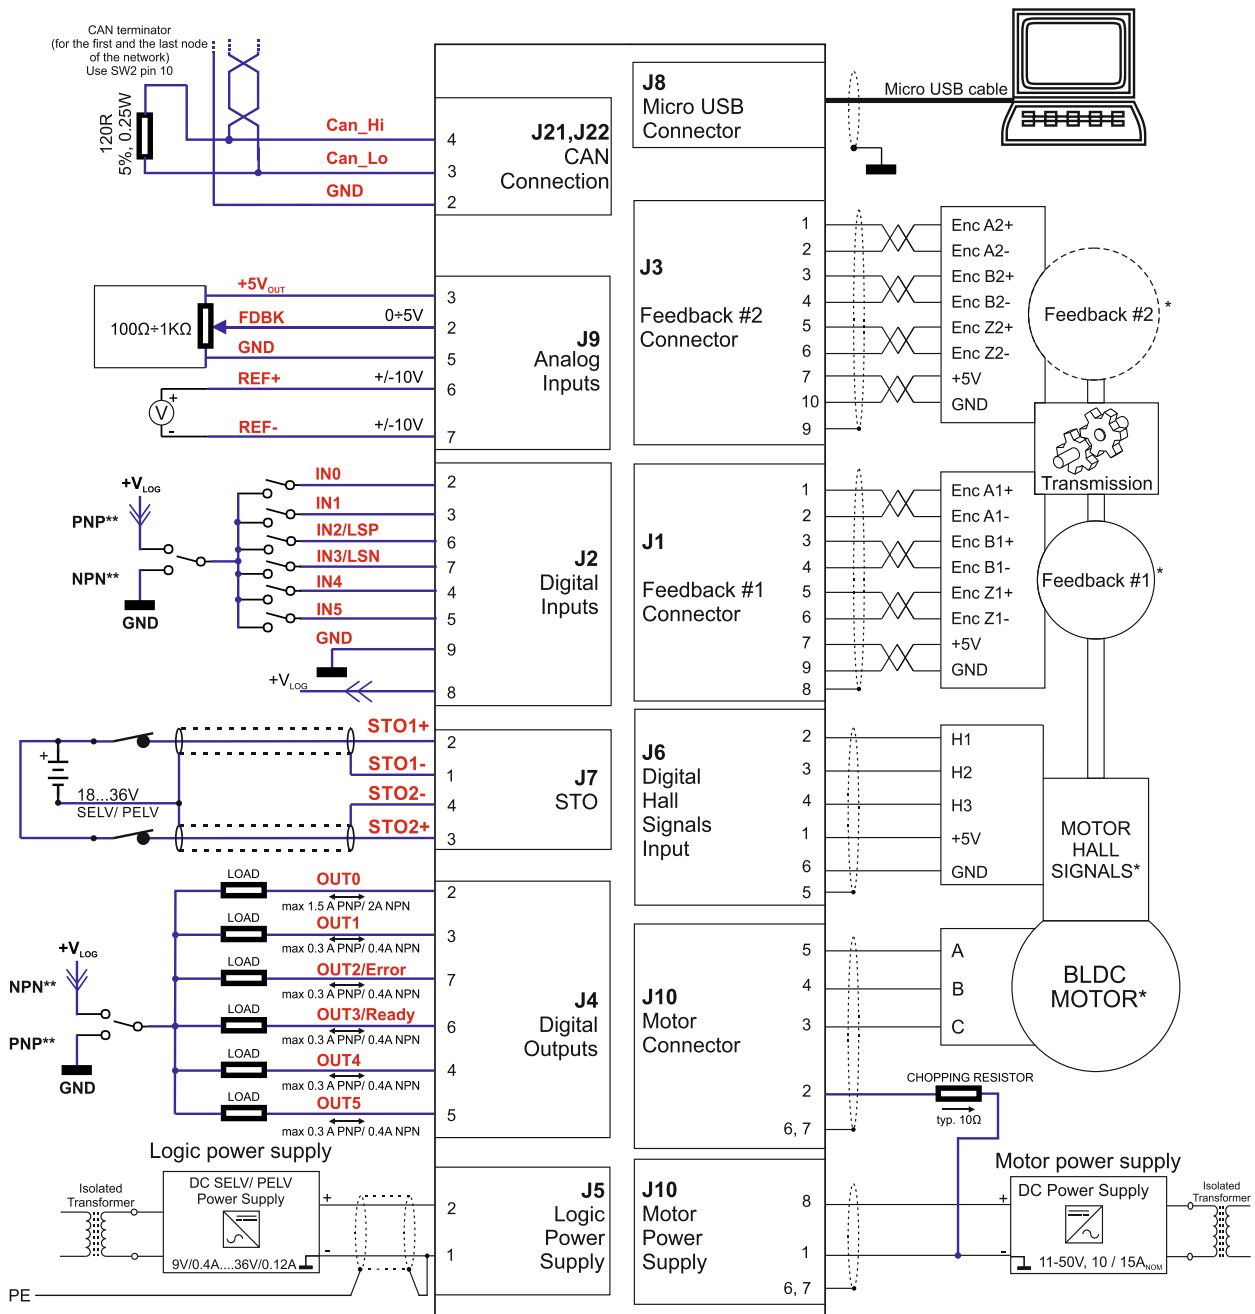 CAN terminator
(for the first and the last node
of the network)
Use SW2 pin 10
120R
5%, 0.25W
Can_Hi
4
Can_Lo
3
GND
2
J21,J22
CAN
Connection
J8
Micro USB
Connector
Micro USB cable
+5VOUT
3
100Ω÷1KΩ
FDBK
0÷5V
2
GND
5
REF+
+/-10V
6
V
+
-
REF-
+/-10V
7
J9
Analog
Inputs
J3
Feedback #2
Connector
1
Enc A2+
2
Enc A2-
3
Enc B2+
4
Enc B2-
5
Enc Z2+
6
Enc Z2-
7
+5V
10
GND
9
Feedback #2
*
Transmission
+VLOG
PNP**
NPN**
GND
IN0
2
IN1
3
IN2/LSP
6
IN3/LSN
7
IN4
4
IN5
5
GND
9
+VLOG
8
J2
Digital
Inputs
J1
Feedback #1
Connector
1
Enc A1+
2
Enc A1-
3
Enc B1+
4
Enc B1-
5
Enc Z1+
6
Enc Z1-
7
+5V
9
GND
8
Feedback #1
*
STO1+
2
STO1-
1
STO2-
4
STO2+
3
+
18...36V
SELV/ PELV
J7
STO
J6
Digital
Hall
Signals
Input
2
H1
3
H2
4
H3
1
+5V
6
GND
5
MOTOR
HALL
SIGNALS*
LOAD
OUT0
2
max 1.5 A PNP/ 2A NPN
LOAD
OUT1
3
max 0.3 A PNP/ 0.4A NPN
LOAD
OUT2/Error
7
max 0.3 A PNP/ 0.4A NPN
LOAD
OUT3/Ready
6
max 0.3 A PNP/ 0.4A NPN
LOAD
OUT4
4
max 0.3 A PNP/ 0.4A NPN
LOAD
OUT5
5
max 0.3 A PNP/ 0.4A NPN
+VLOG
NPN**
PNP**
GND
J4
Digital
Outputs
J10
Motor
Connector
5
A
4
B
3
C
2
6, 7
BLDC
MOTOR*
CHOPPING RESISTOR
typ. 10Ω
Logic power supply
Isolated
Transformer
DC SELV/ PELV
Power Supply
9V/0.4A....36V/0.12A
+
-
2
1
PE
J5
Logic
Power
Supply
J10
Motor
Power
Supply
8
1
6, 7
Motor power supply
+
-
DC Power Supply
11-50V, 10 / 15ANOM
Isolated
Transformer